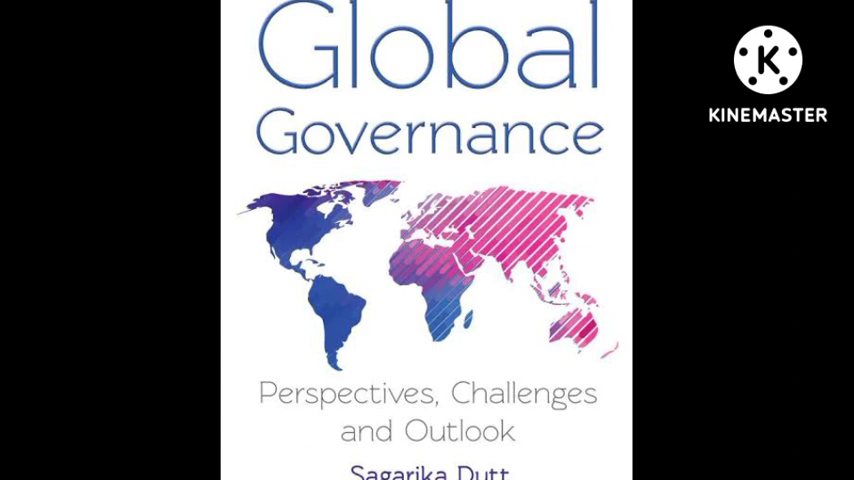 Global
Governance
K
KINEMASTER
Perspectives, Challenges
and Outlook
Sagarika Dutt